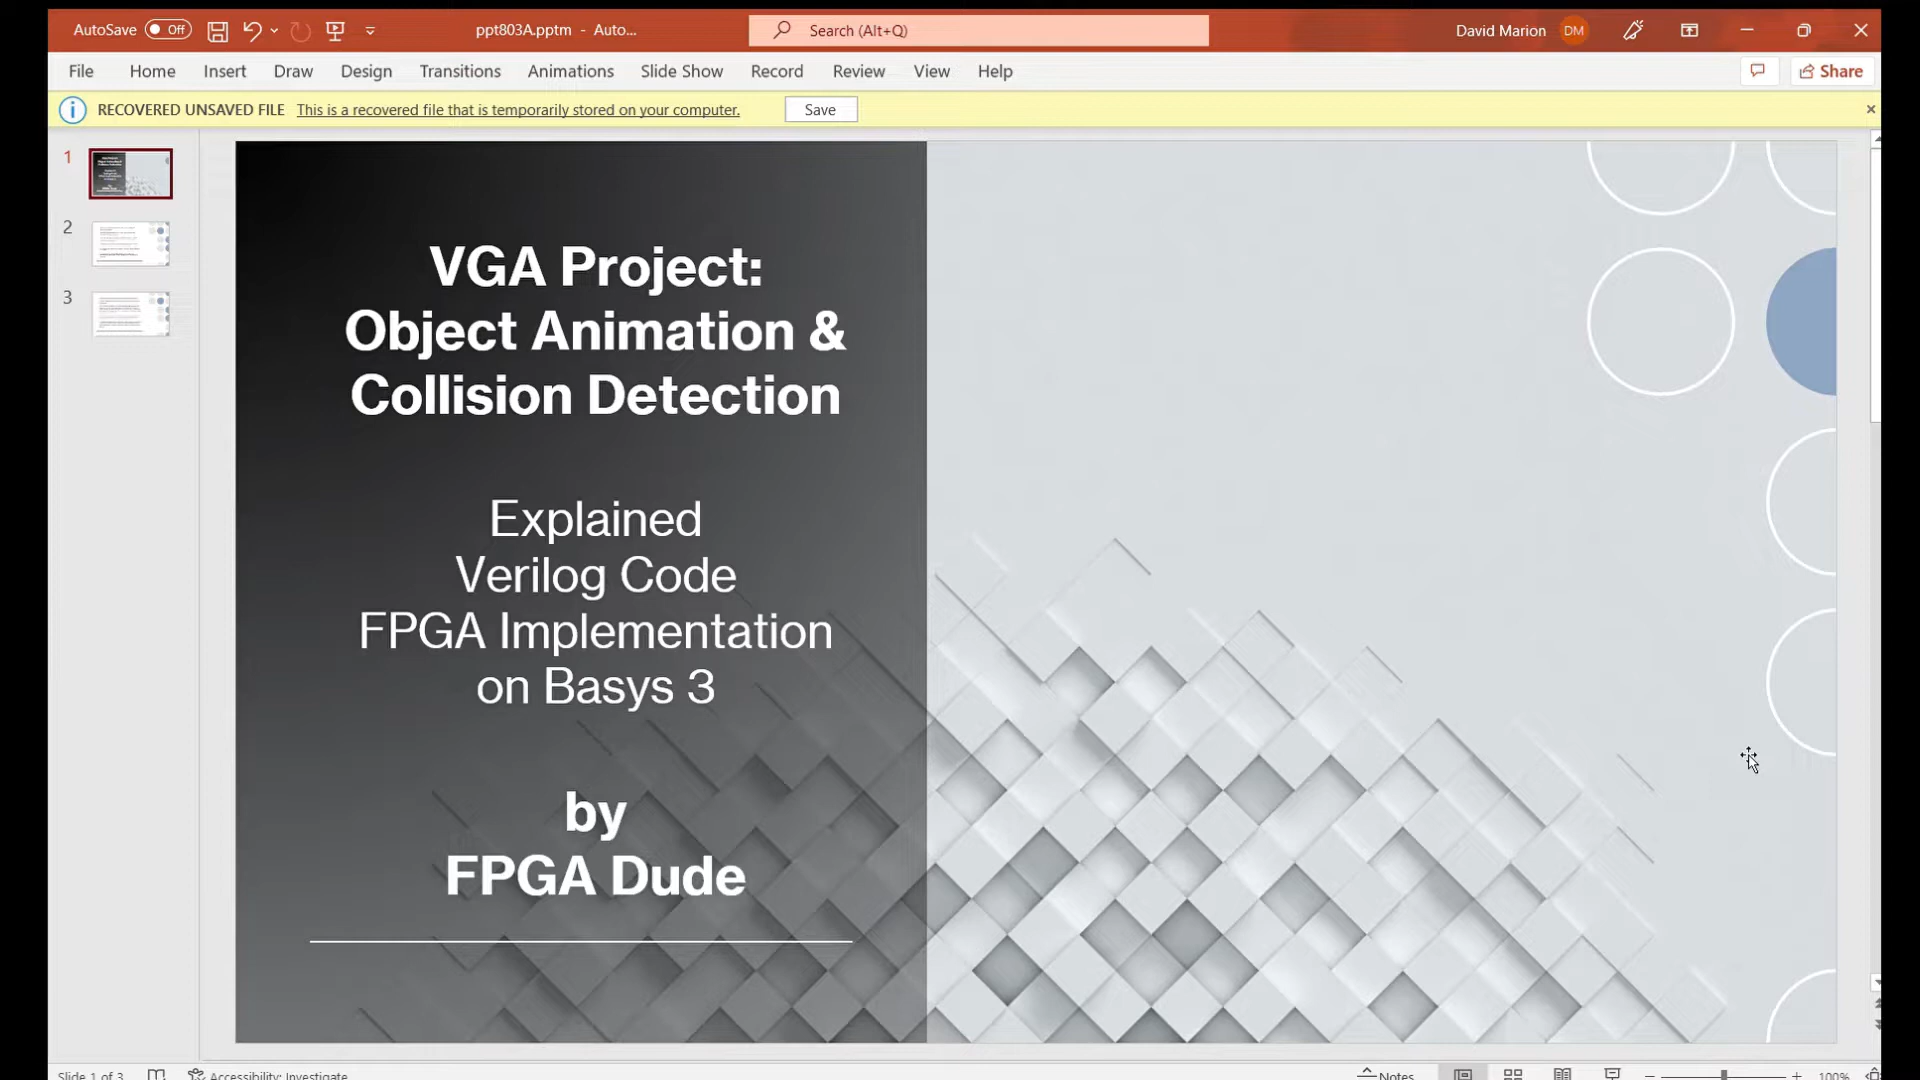 AutoSave Off ppt803A.pptm - Auto... Search (Alt+Q) David Marion DM
File Home Insert Draw Design Transitions Animations Slide Show Record Review View Help Share
RECOVERED UNSAVED FILE This is a recovered file that is temporarily stored on your computer. Save
1
2
3
VGA Project:
Object Animation &
Collision Detection
Explained
Verilog Code
FPGA Implementation
on Basys 3
by
FPGA Dude
Slide 1 of 3 Accessibility: Investigate Notes 100%